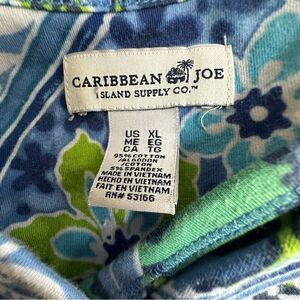 CARIBBEAN JOE
ISLAND SUPPLY CO.™
US XL
ME EG
CA TG
95% COTTON
/ALGODON
/COTON
5% SPANDEX
MADE IN VIETNAM
HECHO EN VIETNAM
FAIT EN VIETNAM
RN# 53166